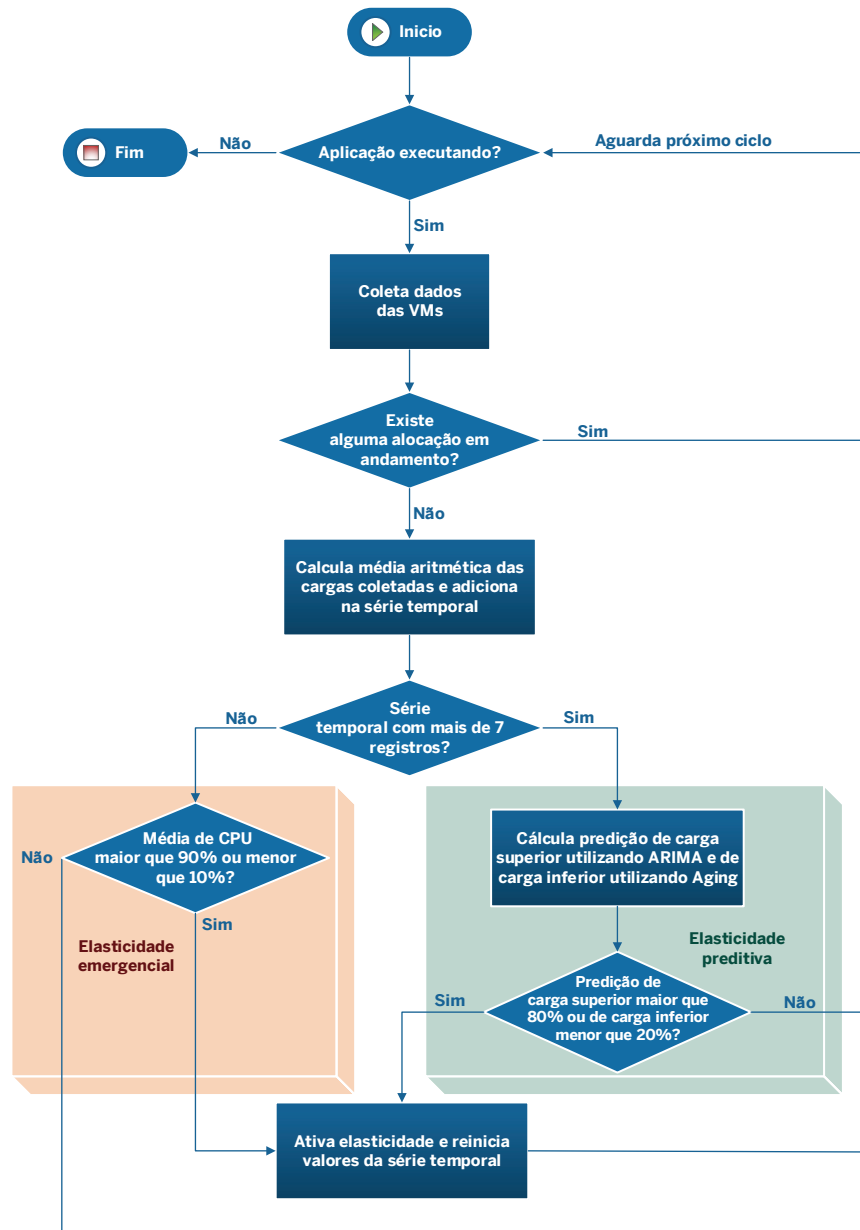 Inicio
Não
Fim
Aplicação executando?
Aguarda próximo ciclo
Sim
Coleta dados
das VMs
Existe
alguma alocação em
andamento?
Sim
Não
Calcula média aritmética das
cargas coletadas e adiciona
na série temporal
Não
Série
temporal com mais de 7
registros?
Sim
Não
Média de CPU
maior que 90% ou menor
que 10%?
Sim
Elasticidade
emergencial
Cálcula predição de carga
superior utilizando ARIMA e de
carga inferior utilizando Aging
Elasticidade
preditiva
Sim
Predição de
carga superior maior que
80% ou de carga inferior
menor que 20%?
Não
Ativa elasticidade e reinicia
valores da série temporal